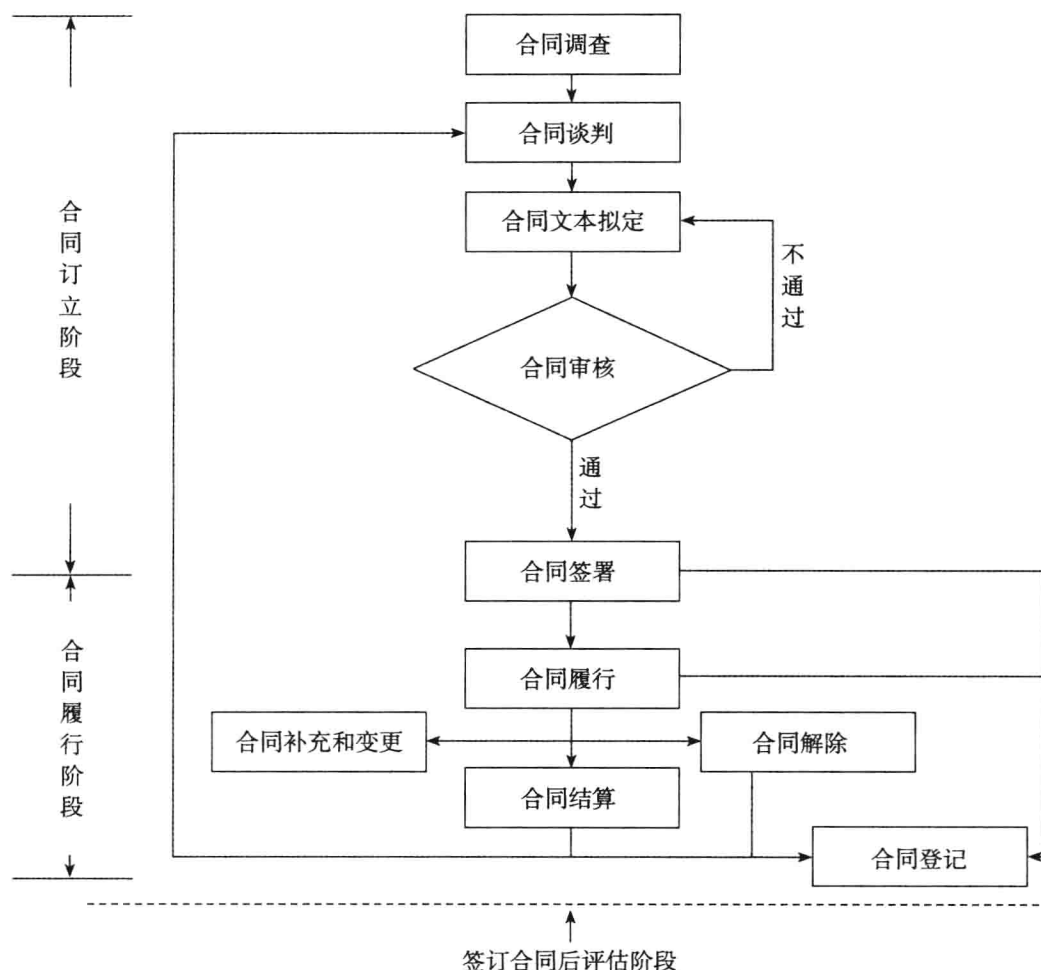 合同调查
合同谈判
合同文本拟定
不通过
合同审核
通过
合同订立阶段
合同签署
合同履行
合同补充和变更
合同解除
合同结算
合同履行阶段
合同登记
签订合同后评估阶段